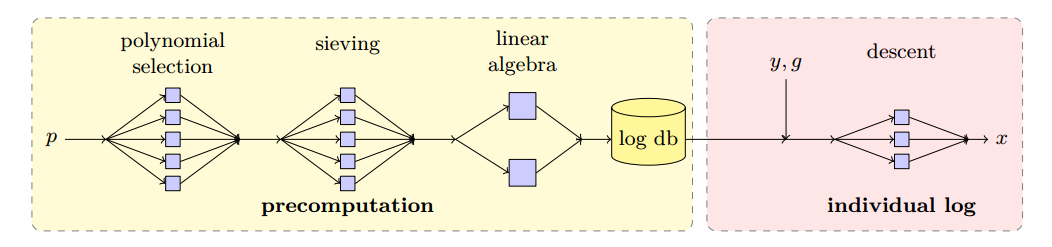 polynomial
selection
sieving
linear
algebra
descent
y, g
p
log db
x
precomputation
individual log